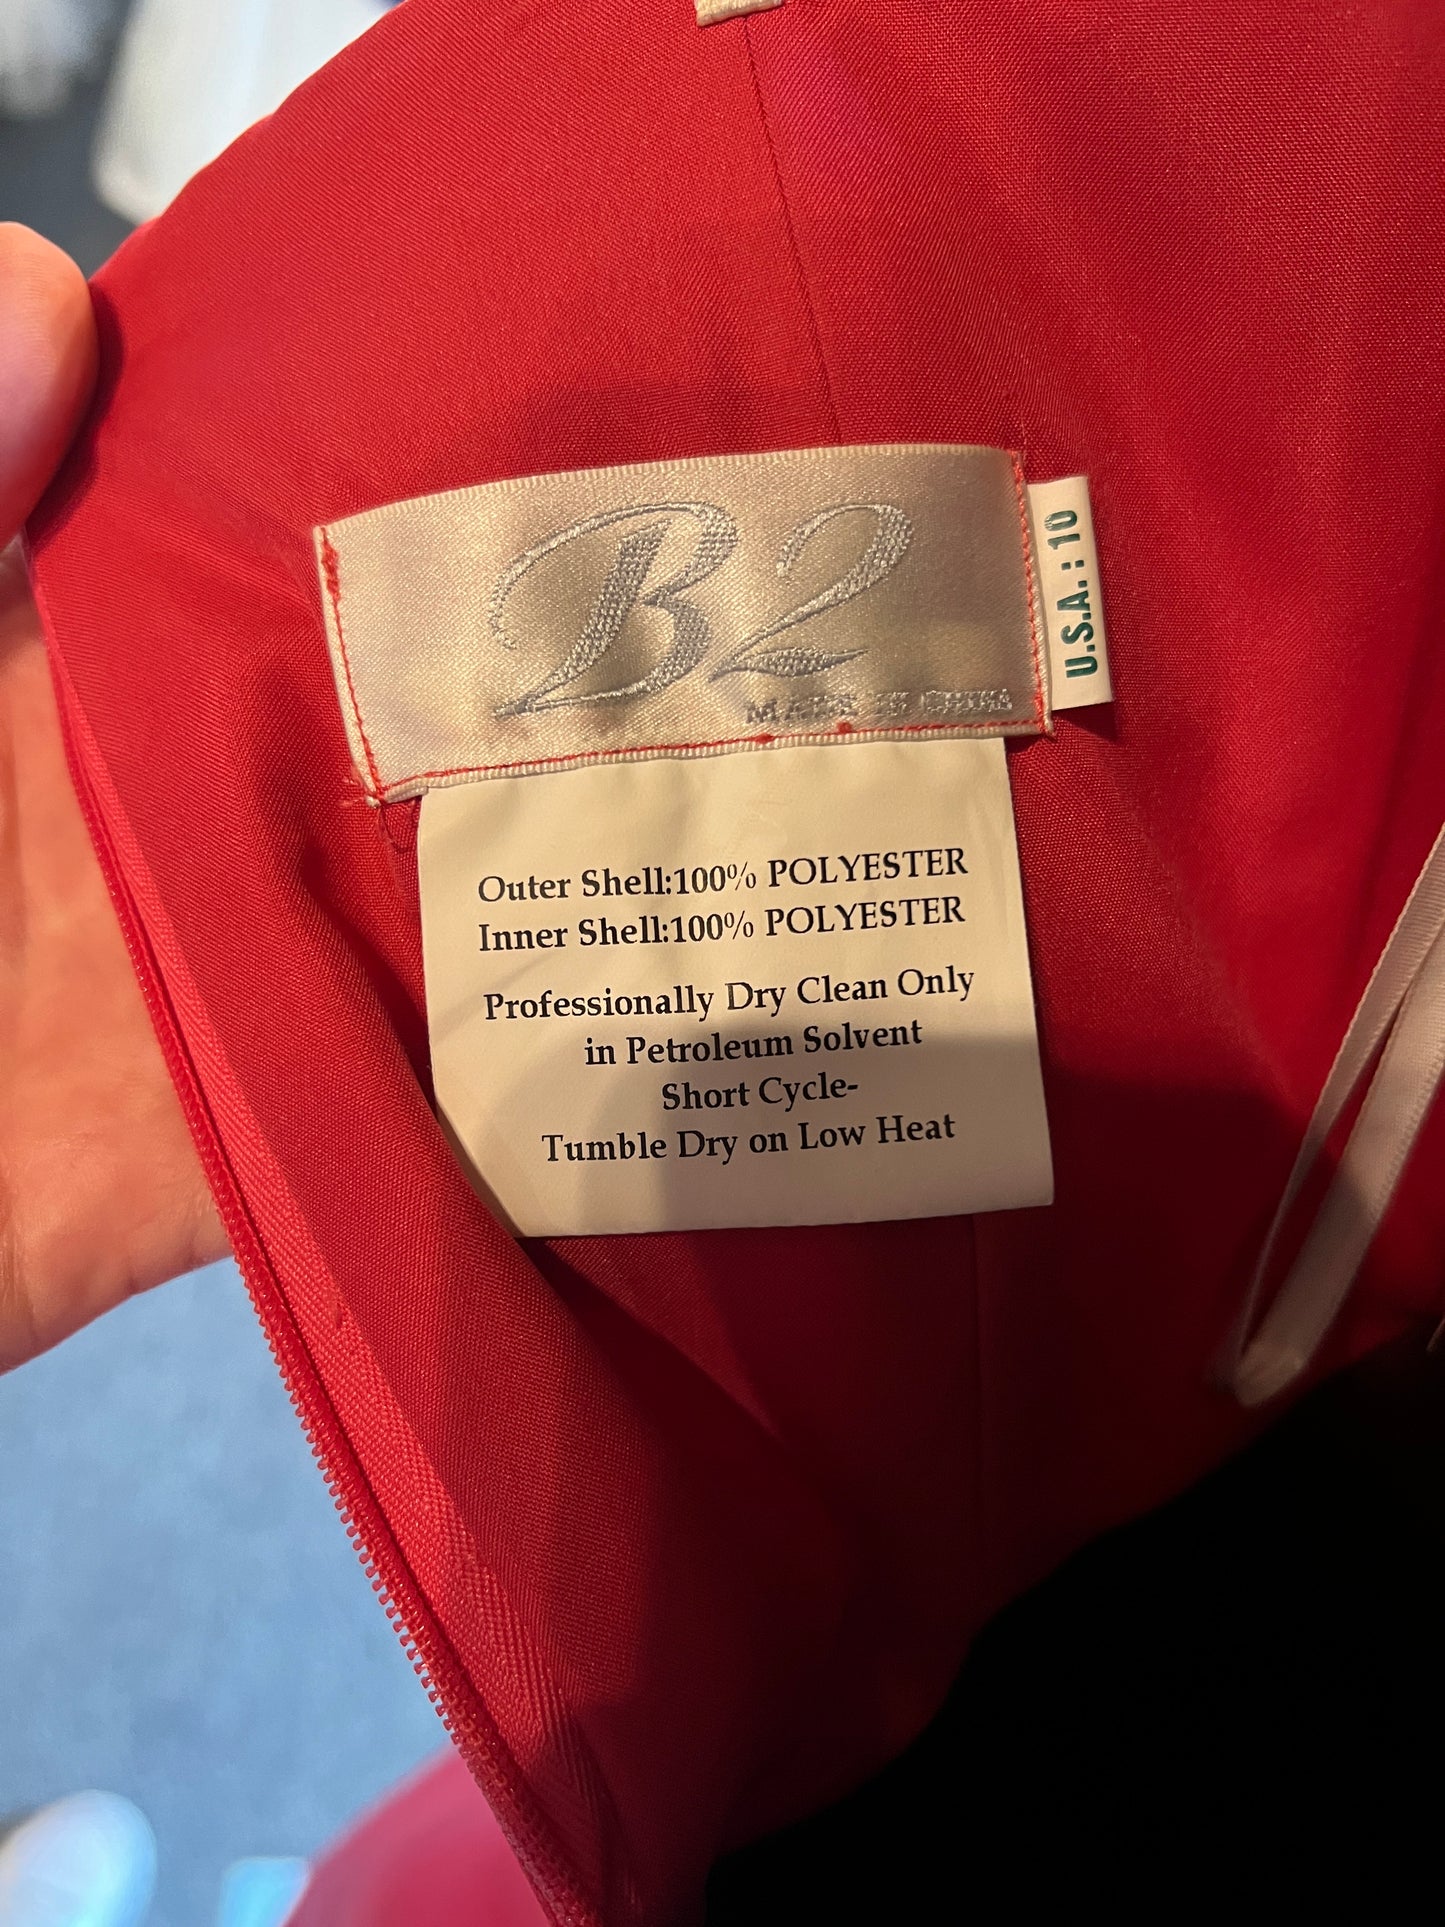 B2
MADE IN CHINA
U.S.A. : 10
Outer Shell:100% POLYESTER
Inner Shell:100% POLYESTER
Professionally Dry Clean Only
in Petroleum Solvent
Short Cycle-
Tumble Dry on Low Heat